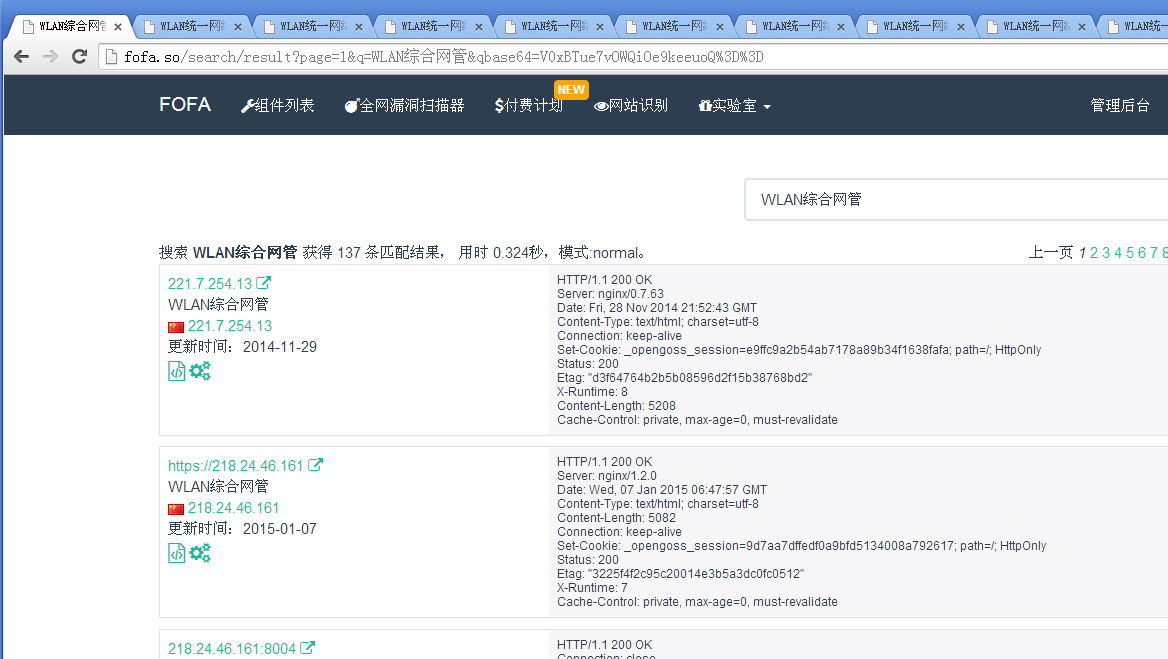 WLAN综合网管
WLAN统一网
WLAN统一网
WLAN统一网
WLAN统一网
WLAN统一网
WLAN统一网
WLAN统一网
WLAN统一网
WLAN统一
fofa.so/search/result?page=1&q=WLAN综合网管&qbase64=V0xBTue7vOWQiOe9keeuoQ%3D%3D
FOFA 组件列表 全网漏洞扫描器 $付费计划 NEW 网站识别 实验室 管理后台
WLAN综合网管
搜索 WLAN综合网管 获得 137 条匹配结果， 用时 0.324秒，模式:normal。 上一页 1 2 3 4 5 6 7 8
221.7.254.13
WLAN综合网管
221.7.254.13
更新时间：2014-11-29
HTTP/1.1 200 OK
Server: nginx/0.7.63
Date: Fri, 28 Nov 2014 21:52:43 GMT
Content-Type: text/html; charset=utf-8
Connection: keep-alive
Set-Cookie: _opengoss_session=e9ffc9a2b54ab7178a89b34f1638fafa; path=/; HttpOnly
Status: 200
Etag: "d3f64764b2b5b08596d2f15b38768bd2"
X-Runtime: 8
Content-Length: 5208
Cache-Control: private, max-age=0, must-revalidate
https://218.24.46.161
WLAN综合网管
218.24.46.161
更新时间：2015-01-07
HTTP/1.1 200 OK
Server: nginx/1.2.0
Date: Wed, 07 Jan 2015 06:47:57 GMT
Content-Type: text/html; charset=utf-8
Content-Length: 5082
Connection: keep-alive
Set-Cookie: _opengoss_session=9d7aa7dffedf0a9bfd5134008a792617; path=/; HttpOnly
Status: 200
Etag: "3225f4f2c95c20014e3b5a3dc0fc0512"
X-Runtime: 7
Cache-Control: private, max-age=0, must-revalidate
218.24.46.161:8004
HTTP/1.1 200 OK
Connection: close